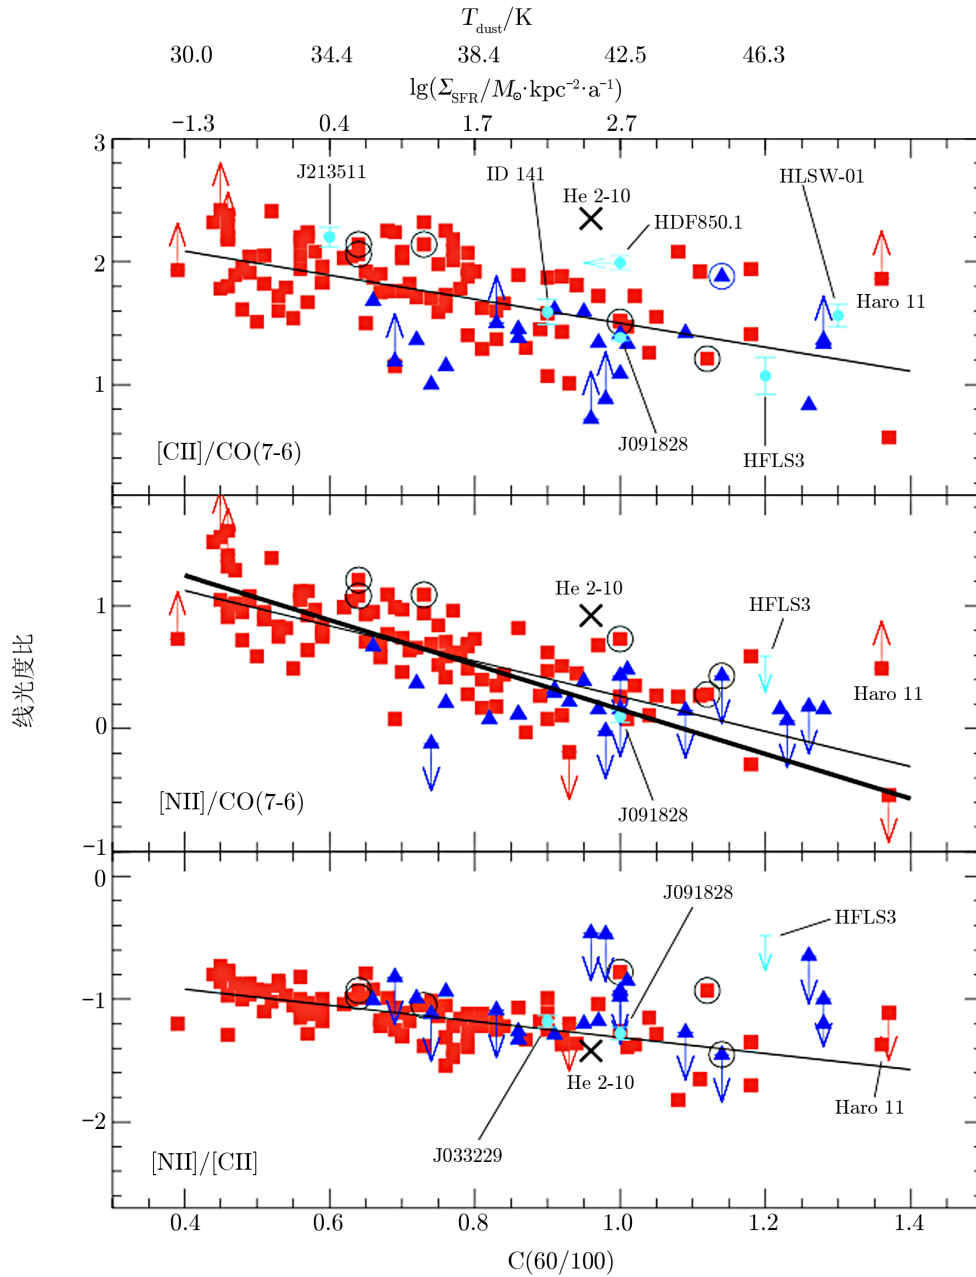 T_dust/K
30.0 34.4 38.4 42.5 46.3
lg(Σ_SFR/M_⊙·kpc⁻²·a⁻¹)
−1.3 0.4 1.7 2.7
3
J213511
ID 141
HLSW-01
He 2-10
HDF850.1
2
Haro 11
1
J091828
[CII]/CO(7-6)
HFLS3
He 2-10
HFLS3
1
线光度比
Haro 11
0
[NII]/CO(7-6)
J091828
−1
0
J091828
HFLS3
−1
He 2-10
Haro 11
−2
J033229
[NII]/[CII]
0.4 0.6 0.8 1.0 1.2 1.4
C(60/100)